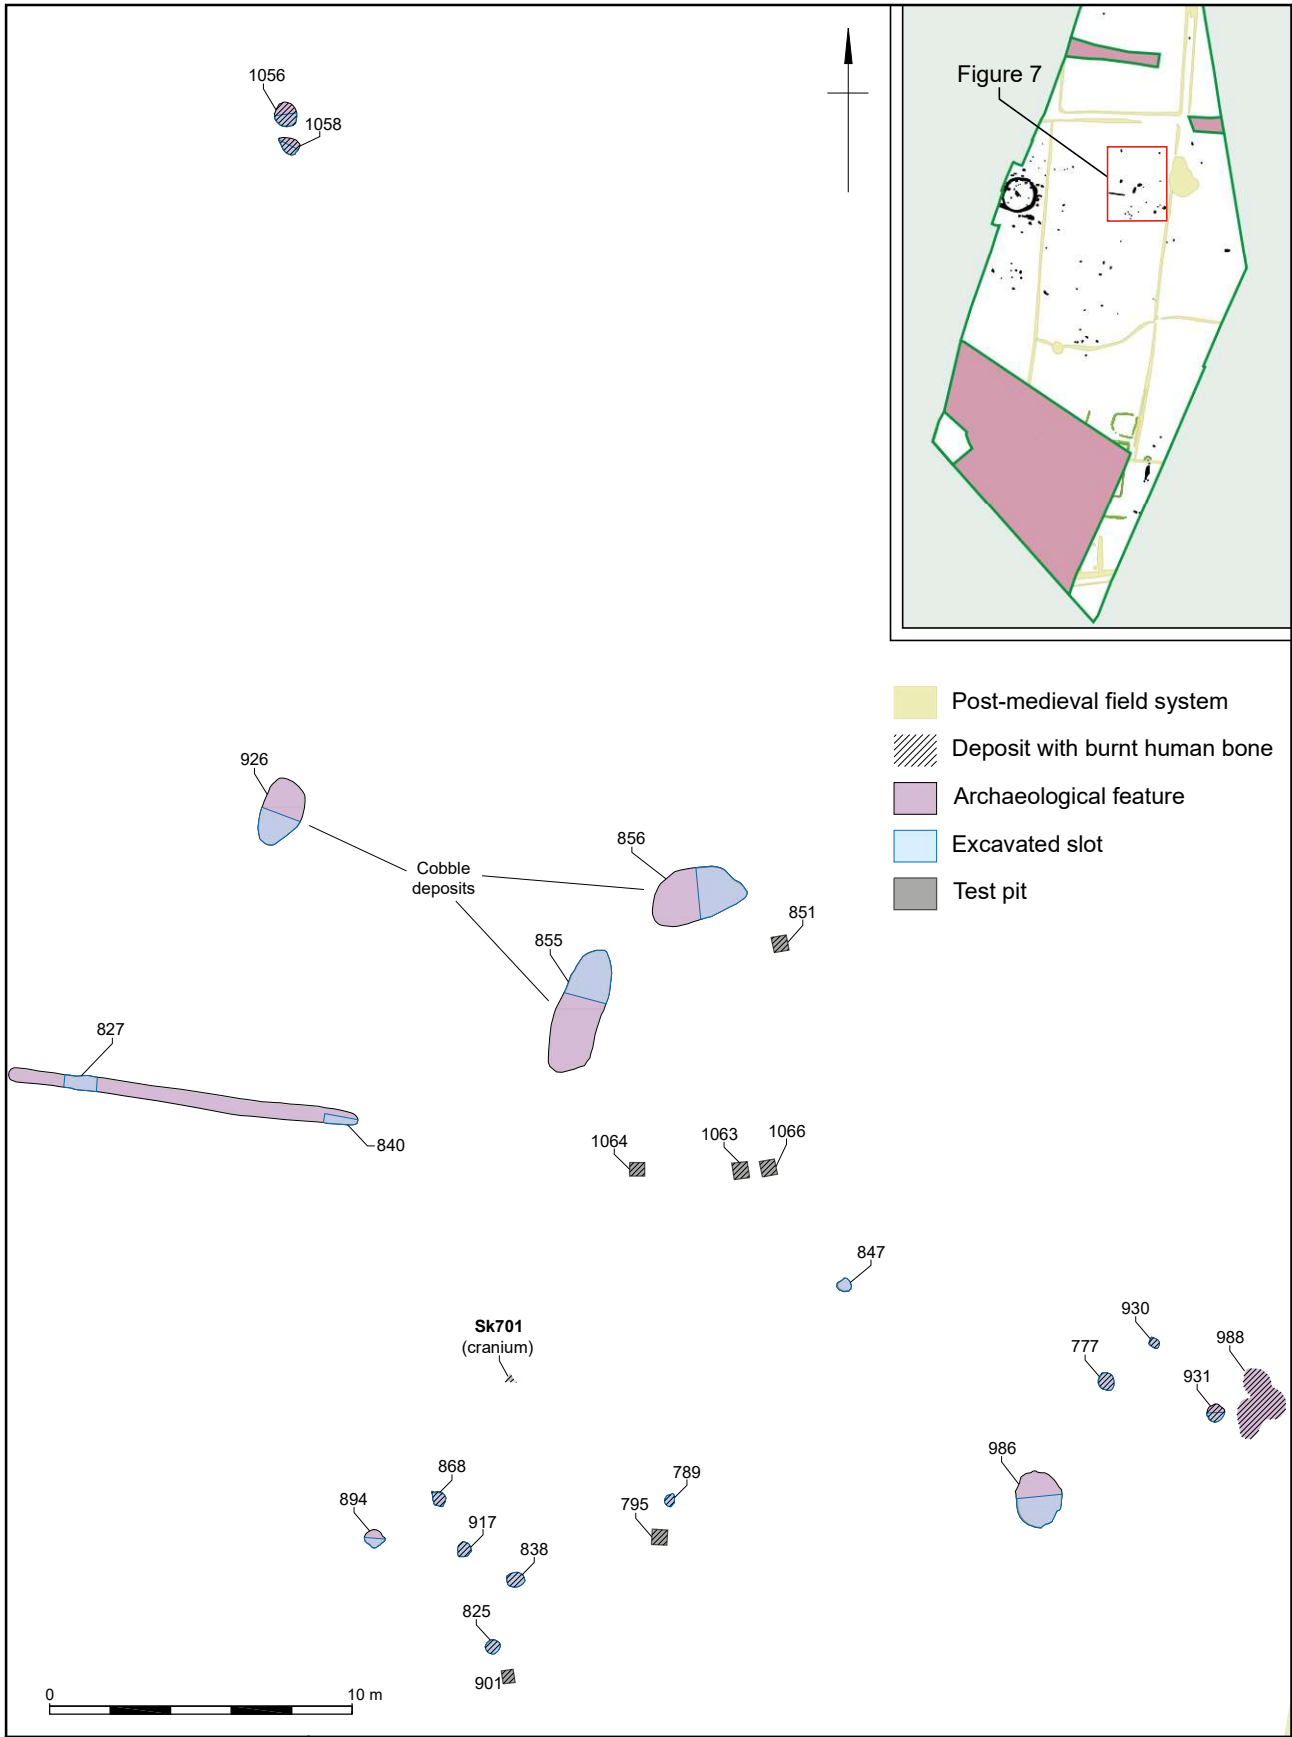 1056
1058
Figure 7
Post-medieval field system
Deposit with burnt human bone
Archaeological feature
Excavated slot
Test pit
926
856
Cobble
deposits
851
855
827
840
1064
1063
1066
847
Sk701
(cranium)
930
777
988
931
986
868
789
894
795
917
838
825
901
0
10 m